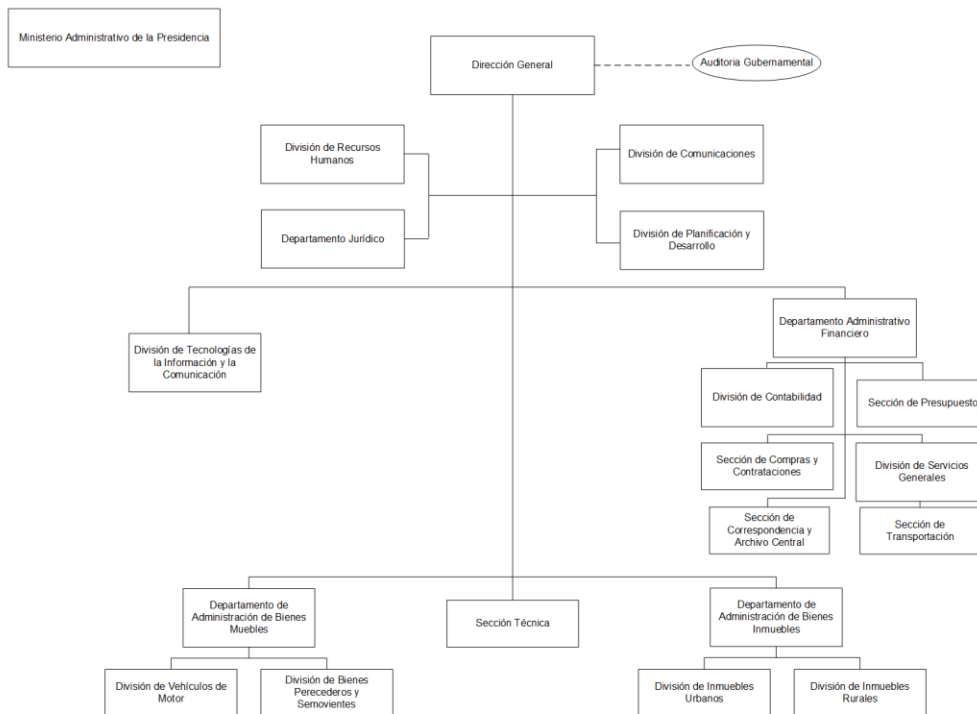 Ministerio Administrativo de la Presidencia
Dirección General
Auditoria Gubernamental
División de Recursos
Humanos
División de Comunicaciones
Departamento Jurídico
División de Planificación y
Desarrollo
División de Tecnologías de
la Información y la
Comunicación
Departamento Administrativo
Financiero
División de Contabilidad
Sección de Presupuesto
Sección de Compras y
Contrataciones
División de Servicios
Generales
Sección de
Correspondencia y
Archivo Central
Sección de
Transportación
Departamento de
Administración de Bienes
Muebles
Sección Técnica
Departamento de
Administración de Bienes
Inmuebles
División de Vehículos de
Motor
División de Bienes
Perecederos y
Semovientes
División de Inmuebles
Urbanos
División de Inmuebles
Rurales